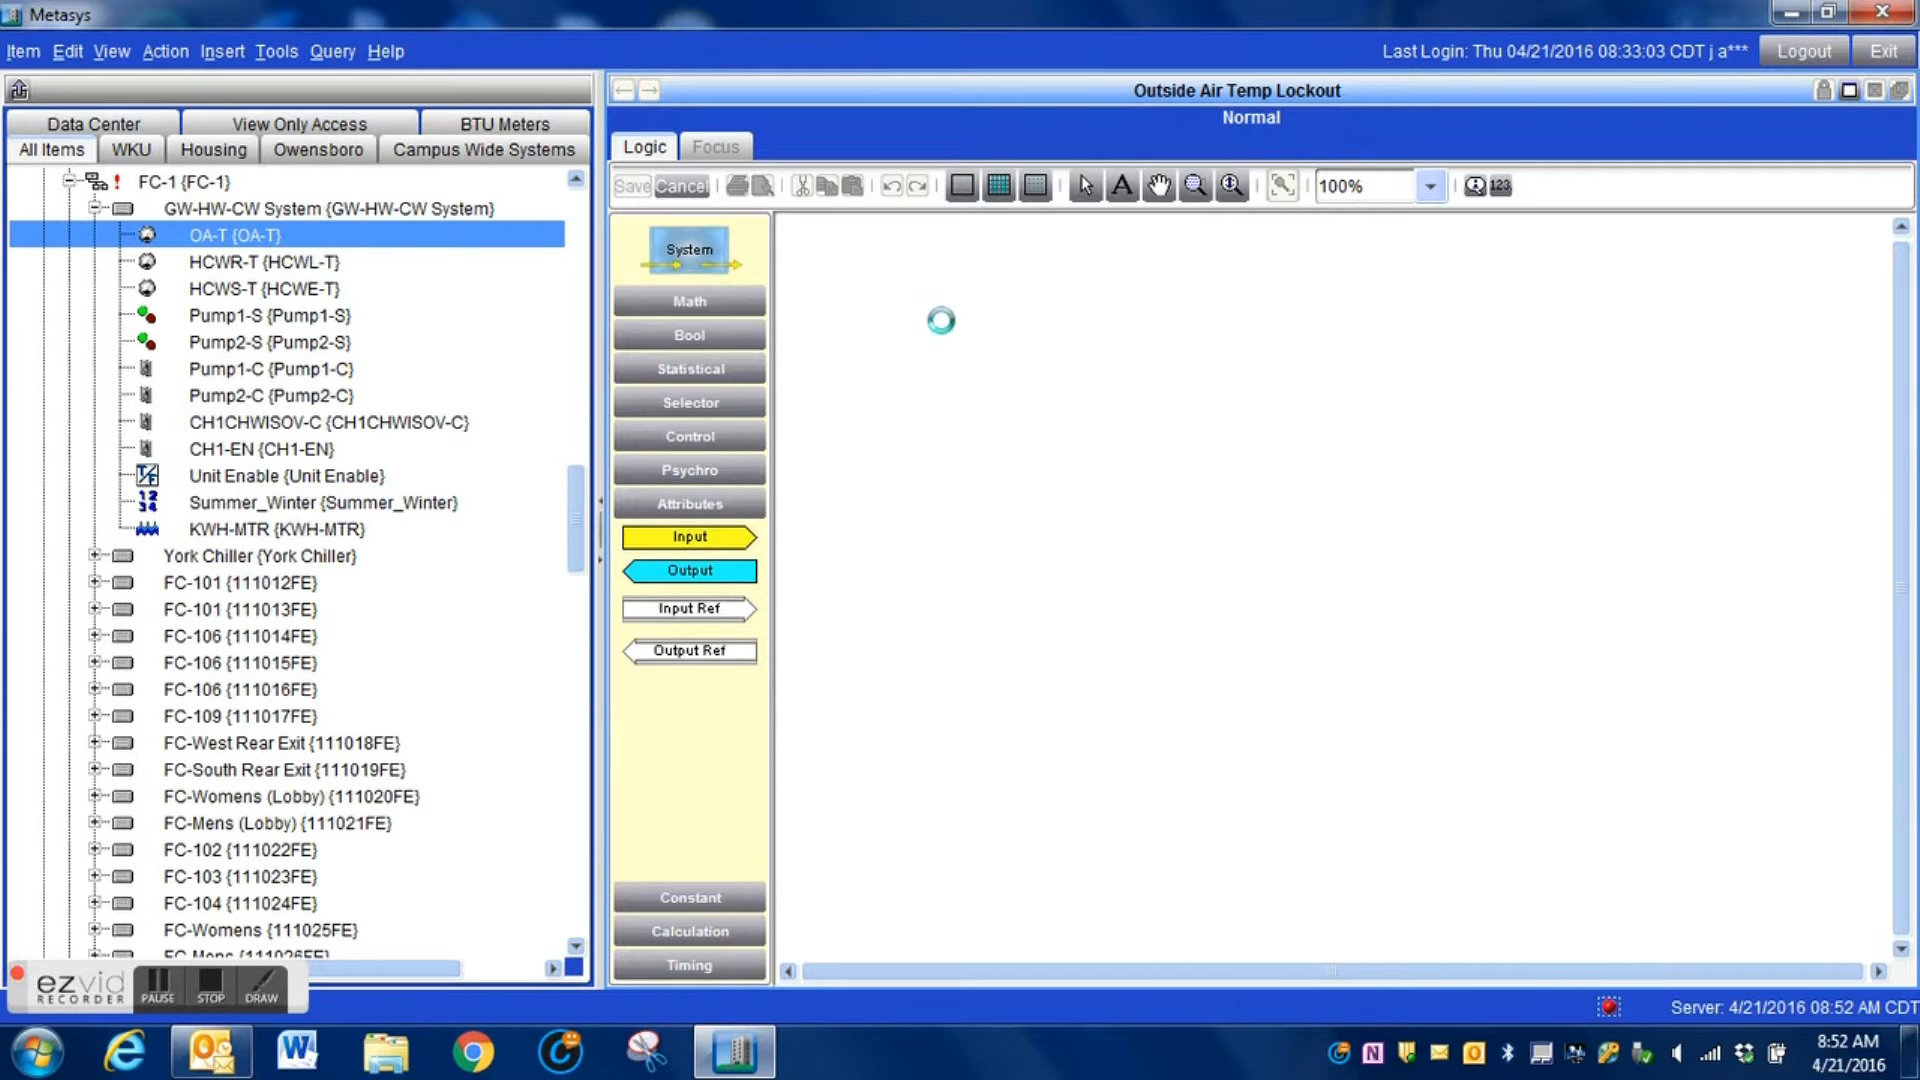 Metasys
Item Edit View Action Insert Tools Query Help
Last Login: Thu 04/21/2016 08:33:03 CDT j a***
Logout
Exit
Data Center
View Only Access
BTU Meters
All Items
WKU
Housing
Owensboro
Campus Wide Systems
FC-1 {FC-1}
GW-HW-CW System {GW-HW-CW System}
OA-T {OA-T}
HCWR-T {HCWL-T}
HCWS-T {HCWE-T}
Pump1-S {Pump1-S}
Pump2-S {Pump2-S}
Pump1-C {Pump1-C}
Pump2-C {Pump2-C}
CH1CHWISOV-C {CH1CHWISOV-C}
CH1-EN {CH1-EN}
Unit Enable {Unit Enable}
Summer_Winter {Summer_Winter}
KWH-MTR {KWH-MTR}
York Chiller {York Chiller}
FC-101 {111012FE}
FC-101 {111013FE}
FC-106 {111014FE}
FC-106 {111015FE}
FC-106 {111016FE}
FC-109 {111017FE}
FC-West Rear Exit {111018FE}
FC-South Rear Exit {111019FE}
FC-Womens (Lobby) {111020FE}
FC-Mens (Lobby) {111021FE}
FC-102 {111022FE}
FC-103 {111023FE}
FC-104 {111024FE}
FC-Womens {111025FE}
FC-Mens {111026FE}
ezvid
RECORDER
PAUSE
STOP
DRAW
Outside Air Temp Lockout
Normal
Logic
Focus
Save
Cancel
A
100%
123
System
Math
Bool
Statistical
Selector
Control
Psychro
Attributes
Input
Output
Input Ref
Output Ref
Constant
Calculation
Timing
Server: 4/21/2016 08:52 AM CDT
8:52 AM
4/21/2016